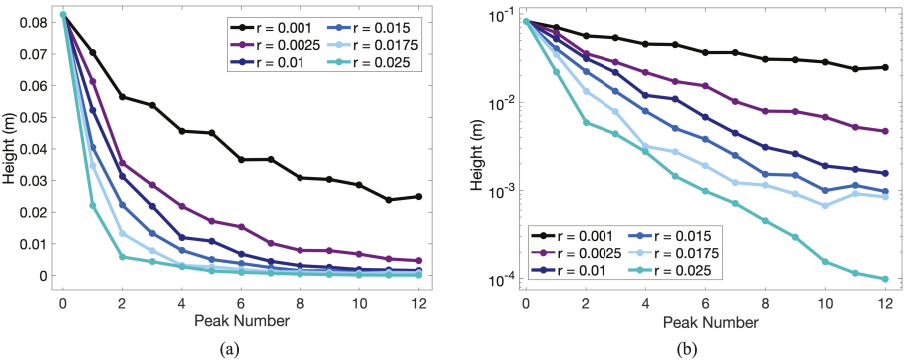 0.08
0.07
0.06
0.05
0.04
0.03
0.02
0.01
0
Height (m)
r = 0.001
r = 0.0025
r = 0.01
r = 0.015
r = 0.0175
r = 0.025
0 2 4 6 8 10 12
Peak Number
(a)
10⁻¹
10⁻²
10⁻³
10⁻⁴
Height (m)
r = 0.001
r = 0.0025
r = 0.01
r = 0.015
r = 0.0175
r = 0.025
0 2 4 6 8 10 12
Peak Number
(b)